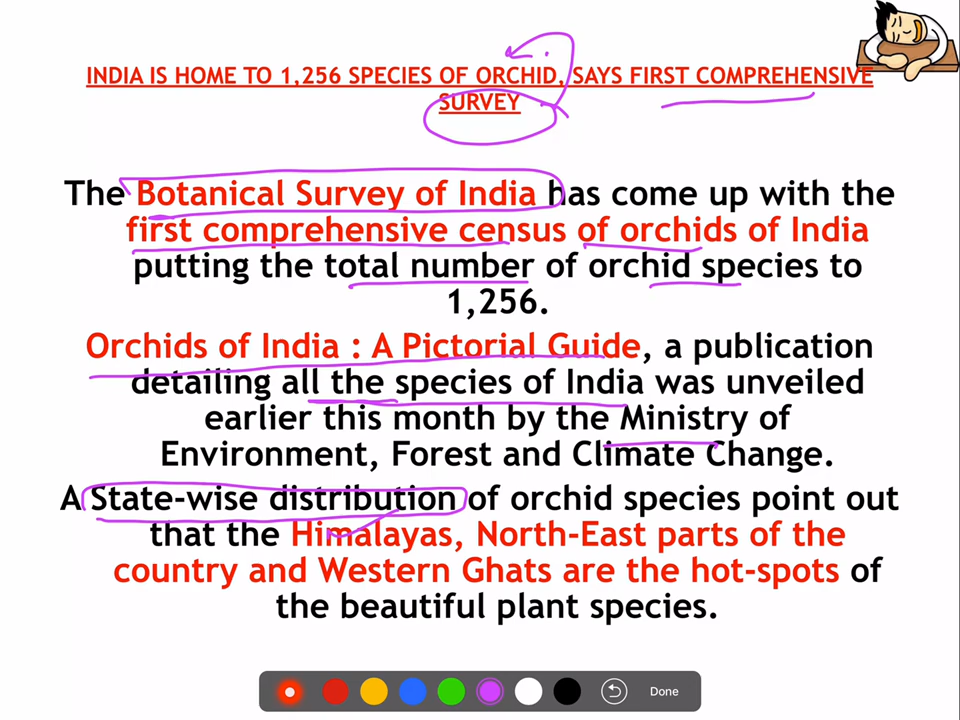 INDIA IS HOME TO 1,256 SPECIES OF ORCHID, SAYS FIRST COMPREHENSIVE
SURVEY
The Botanical Survey of India has come up with the
first comprehensive census of orchids of India
putting the total number of orchid species to
1,256.
Orchids of India : A Pictorial Guide, a publication
detailing all the species of India was unveiled
earlier this month by the Ministry of
Environment, Forest and Climate Change.
A State-wise distribution of orchid species point out
that the Himalayas, North-East parts of the
country and Western Ghats are the hot-spots of
the beautiful plant species.
Done